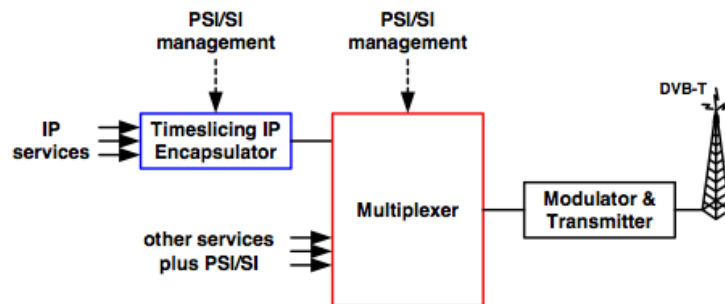 PSI/SI
management
PSI/SI
management
DVB-T
IP
services
Timeslicing IP
Encapsulator
Multiplexer
Modulator &
Transmitter
other services
plus PSI/SI